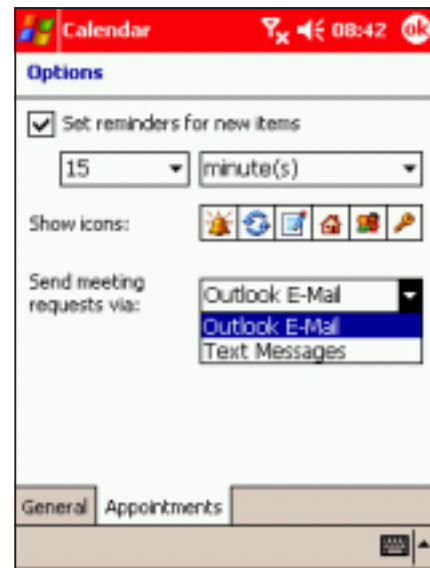 Calendar 08:42 ok
Options
Set reminders for new items
15 minute(s)
Show icons:
Send meeting
requests via:
Outlook E-Mail
Outlook E-Mail
Text Messages
General Appointments